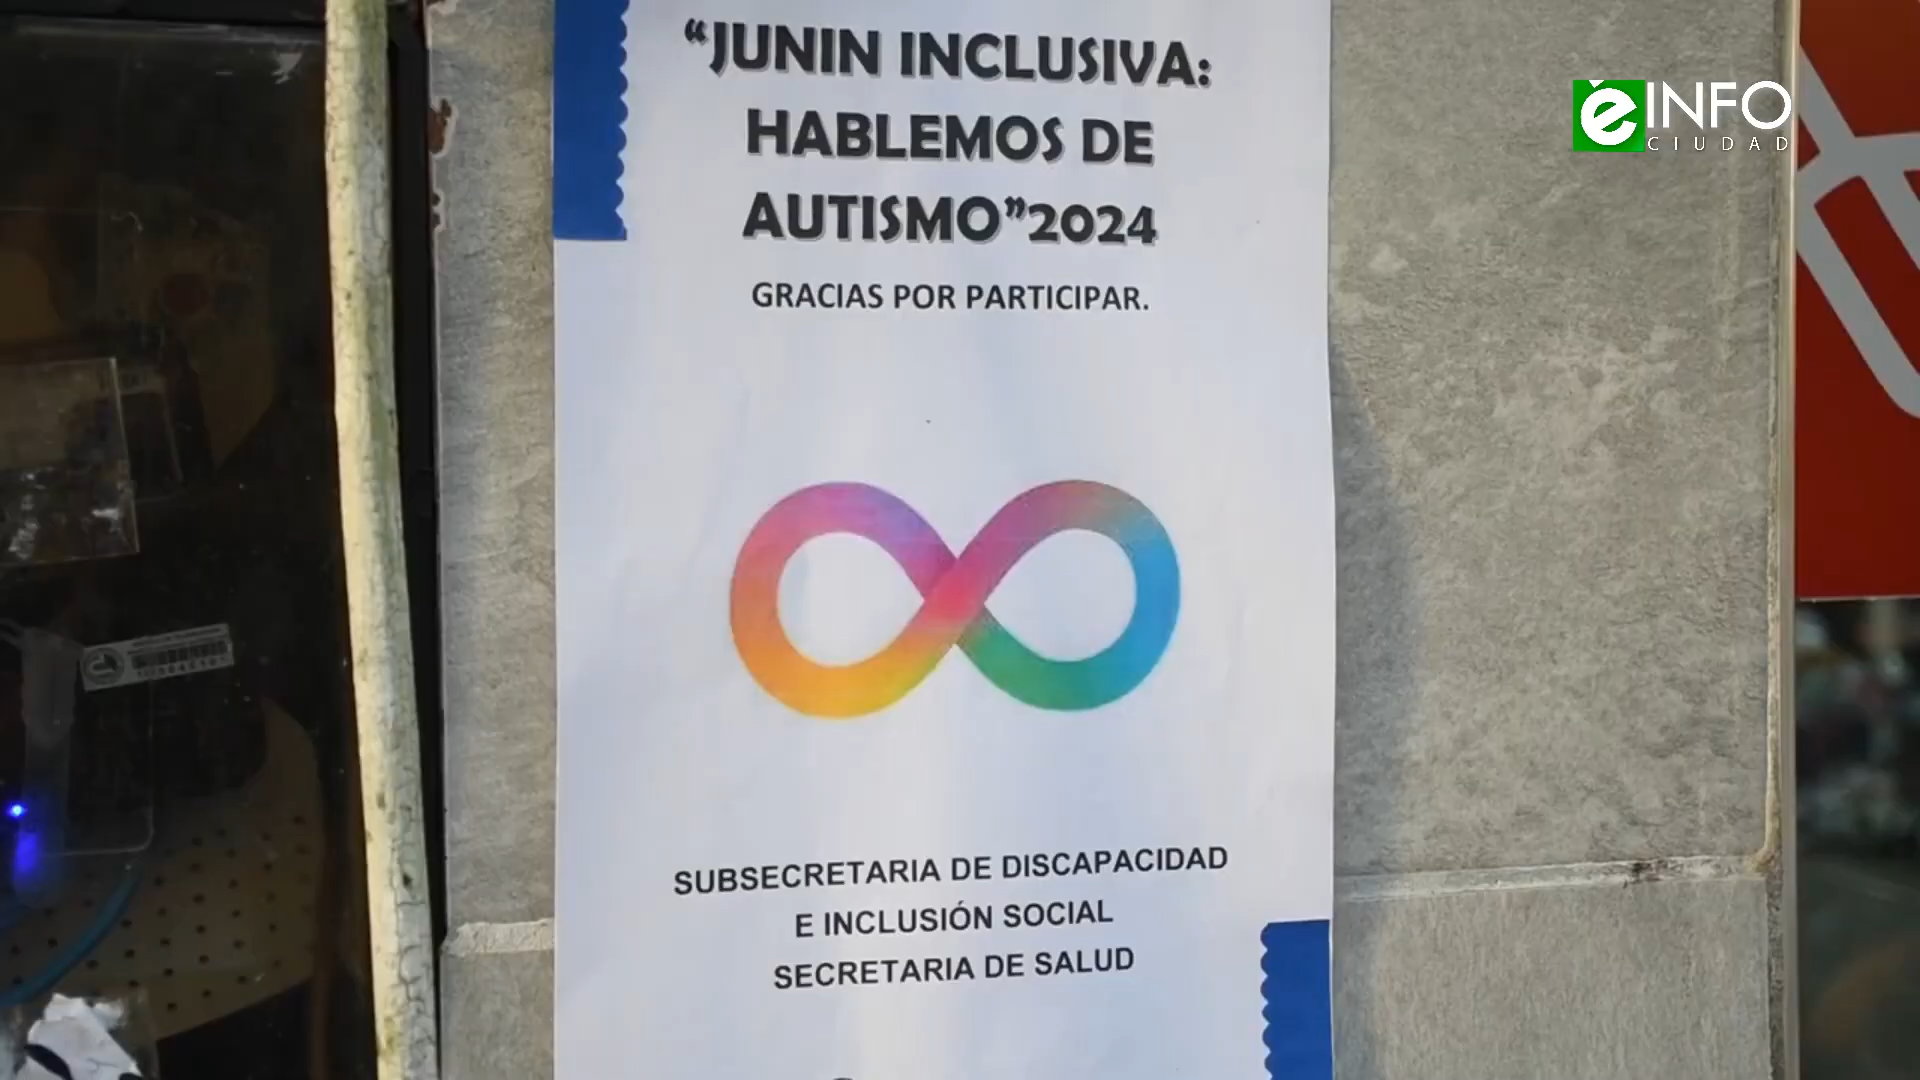 “JUNIN INCLUSIVA:
HABLEMOS DE
AUTISMO”2024
GRACIAS POR PARTICIPAR.
SUBSECRETARIA DE DISCAPACIDAD
E INCLUSIÓN SOCIAL
SECRETARIA DE SALUD
è INFO
CIUDAD